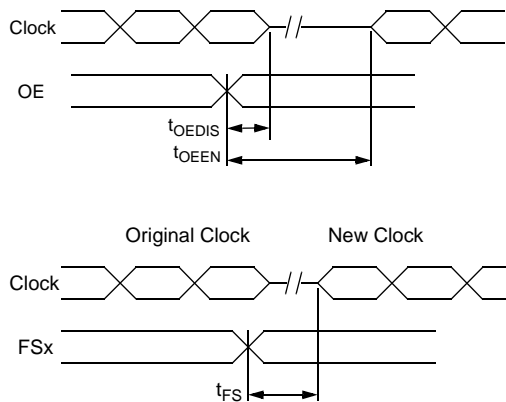 Clock
OE
tOEDIS
tOEEN
Original Clock New Clock
Clock
FSx
tFS